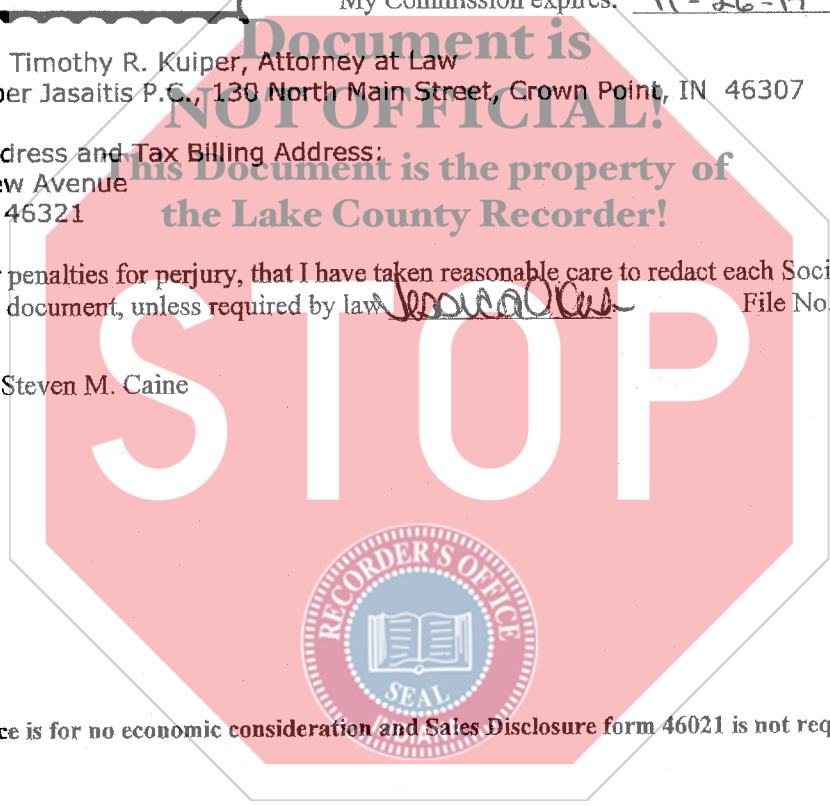 My Commission expires: 11-26-17
Document is
Timothy R. Kuiper, Attorney at Law
per Jasaitis P.C., 130 North Main Street, Crown Point, IN 46307
NOT OFFICIAL!
dress and Tax Billing Address:
This Document is the property of
ew Avenue
46321
the Lake County Recorder!
penalties for perjury, that I have taken reasonable care to redact each Soci
document, unless required by law
File No.
Steven M. Caine
STOP
RECORDER'S OFFICE
SEAL
INDIANA
ce is for no economic consideration and Sales Disclosure form 46021 is not req